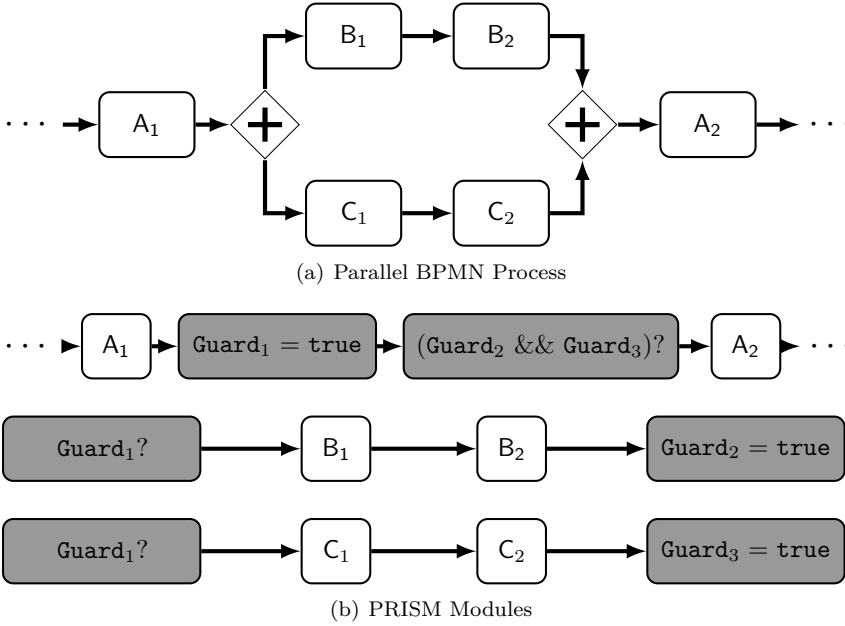 B₁ B₂
··· A₁ A₂ ···
C₁ C₂
(a) Parallel BPMN Process
··· A₁ Guard₁ = true (Guard₂ && Guard₃)? A₂ ···
Guard₁? B₁ B₂ Guard₂ = true
Guard₁? C₁ C₂ Guard₃ = true
(b) PRISM Modules